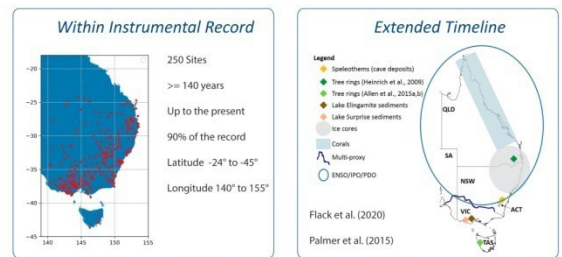 Within Instrumental Record
250 Sites
>= 140 years
Up to the present
90% of the record
Latitude -24° to -45°
Longitude 140° to 155°
−20
−25
−30
−35
−40
−45
140
145
150
155
Extended Timeline
Legend
Speleothems (cave deposits)
Tree rings (Heinrich et al., 2009)
Tree rings (Allen et al. 2015a,b)
Lake Elingamite sediments
Lake Surprise sediments
Ice cores
Corals
Multi-proxy
ENSO/IPO/PDO
QLD
SA
NSW
VIC
ACT
TAS
Flack et al. (2020)
Palmer et al. (2015)